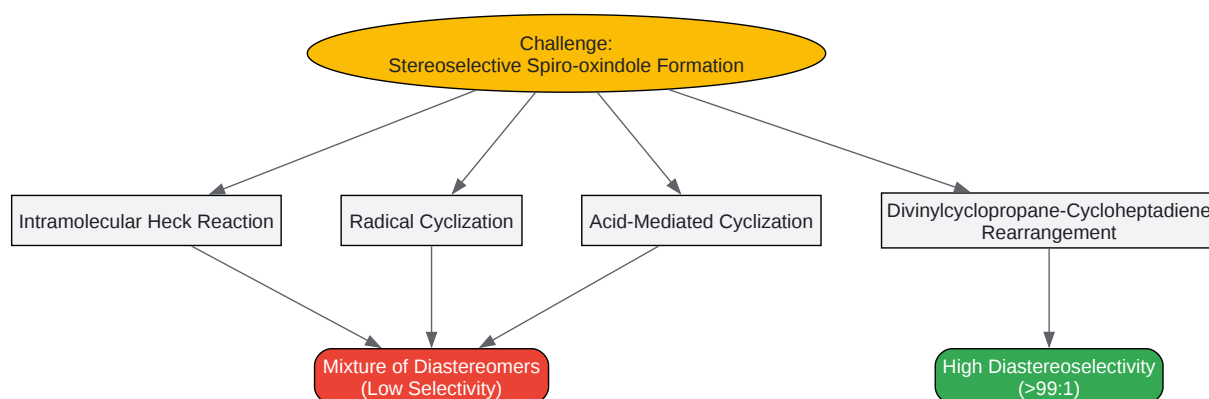 Challenge:
Stereoselective Spiro-oxindole Formation
Intramolecular Heck Reaction
Radical Cyclization
Acid-Mediated Cyclization
Divinylcyclopropane-Cycloheptadiene
Rearrangement
Mixture of Diastereomers
(Low Selectivity)
High Diastereoselectivity
(>99:1)